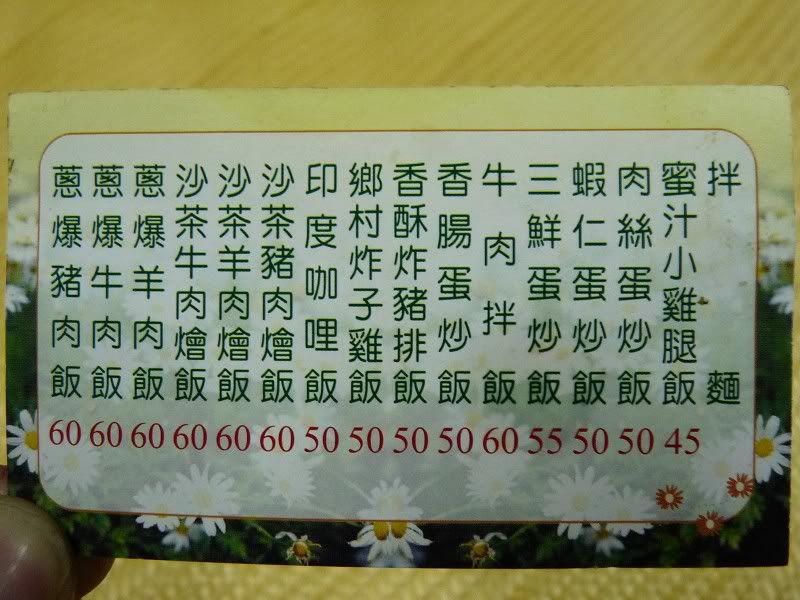 拌麵
蜜汁小雞腿飯 45
肉絲蛋炒飯 50
蝦仁蛋炒飯 50
三鮮蛋炒飯 55
牛肉拌飯 60
香腸蛋炒飯 50
香酥炸豬排飯 50
鄉村炸子雞飯 50
印度咖哩飯 50
沙茶豬肉燴飯 60
沙茶羊肉燴飯 60
沙茶牛肉燴飯 60
蔥爆羊肉飯 60
蔥爆牛肉飯 60
蔥爆豬肉飯 60